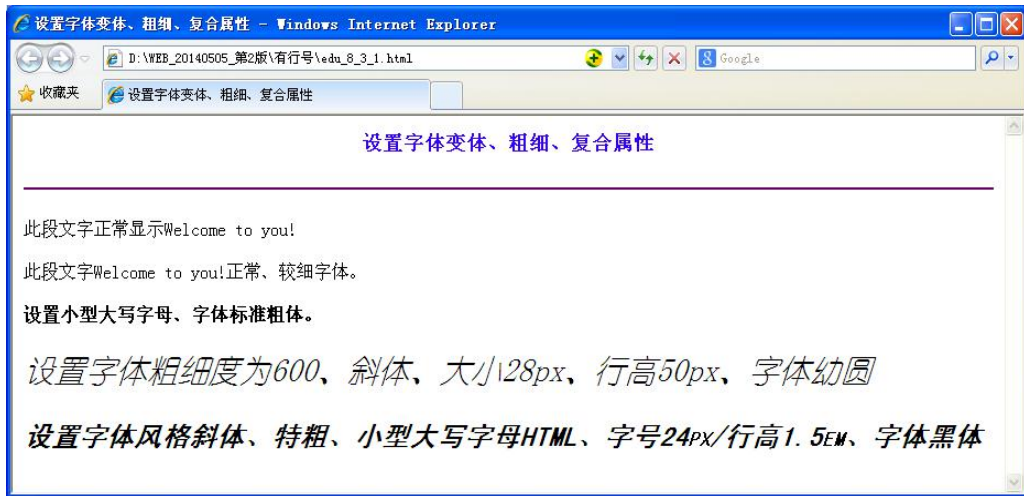 设置字体变体、粗细、复合属性 - Windows Internet Explorer
D:\WEB_20140505_第2版\有行号\edu_8_3_1.html
Google
收藏夹
设置字体变体、粗细、复合属性
设置字体变体、粗细、复合属性
此段文字正常显示Welcome to you!
此段文字Welcome to you!正常、较细字体。
设置小型大写字母、字体标准粗体。
设置字体粗细度为600、斜体、大小28px、行高50px、字体幼圆
设置字体风格斜体、特粗、小型大写字母HTML、字号24PX/行高1.5EM、字体黑体